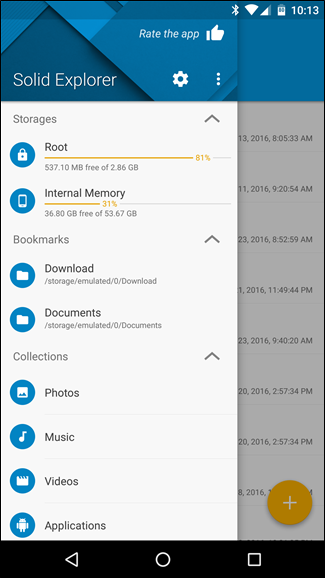 10:13
Rate the app
Solid Explorer
Storages
Root
81%
537.10 MB free of 2.86 GB
Internal Memory
31%
36.80 GB free of 53.67 GB
Bookmarks
Download
/storage/emulated/0/Download
Documents
/storage/emulated/0/Documents
Collections
Photos
Music
Videos
Applications
13, 2016, 8:05:33 AM
11, 2016, 9:20:54 AM
23, 2016, 8:52:59 AM
1, 2016, 11:49:44 PM
23, 2016, 9:40:20 AM
20, 2016, 2:57:34 PM
20, 2016, 2:57:34 PM
8, 2016,